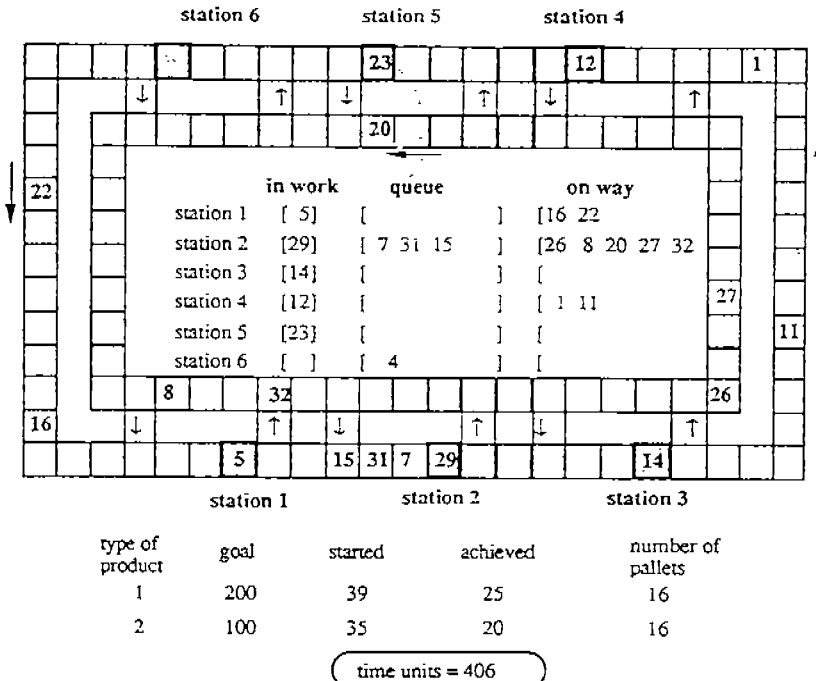 station 6 station 5 station 4
23 12 1
↓ ↑ ↓ ↑ ↓ ↑
20
in work queue on way
22
station 1 [ 5] [ ] [16 22
station 2 [29] [ 7 31 15 ] [26 8 20 27 32
station 3 [14] [ ] [
station 4 [12] [ ] [ 1 11
27
station 5 [23] [ ] [
11
station 6 [ ] [ 4 ] [
8 32 26
16 ↓ ↑ ↓ ↑ ↓ ↑
5 15 31 7 29 14
station 1 station 2 station 3
type of product goal started achieved number of pallets
1 200 39 25 16
2 100 35 20 16
time units = 406